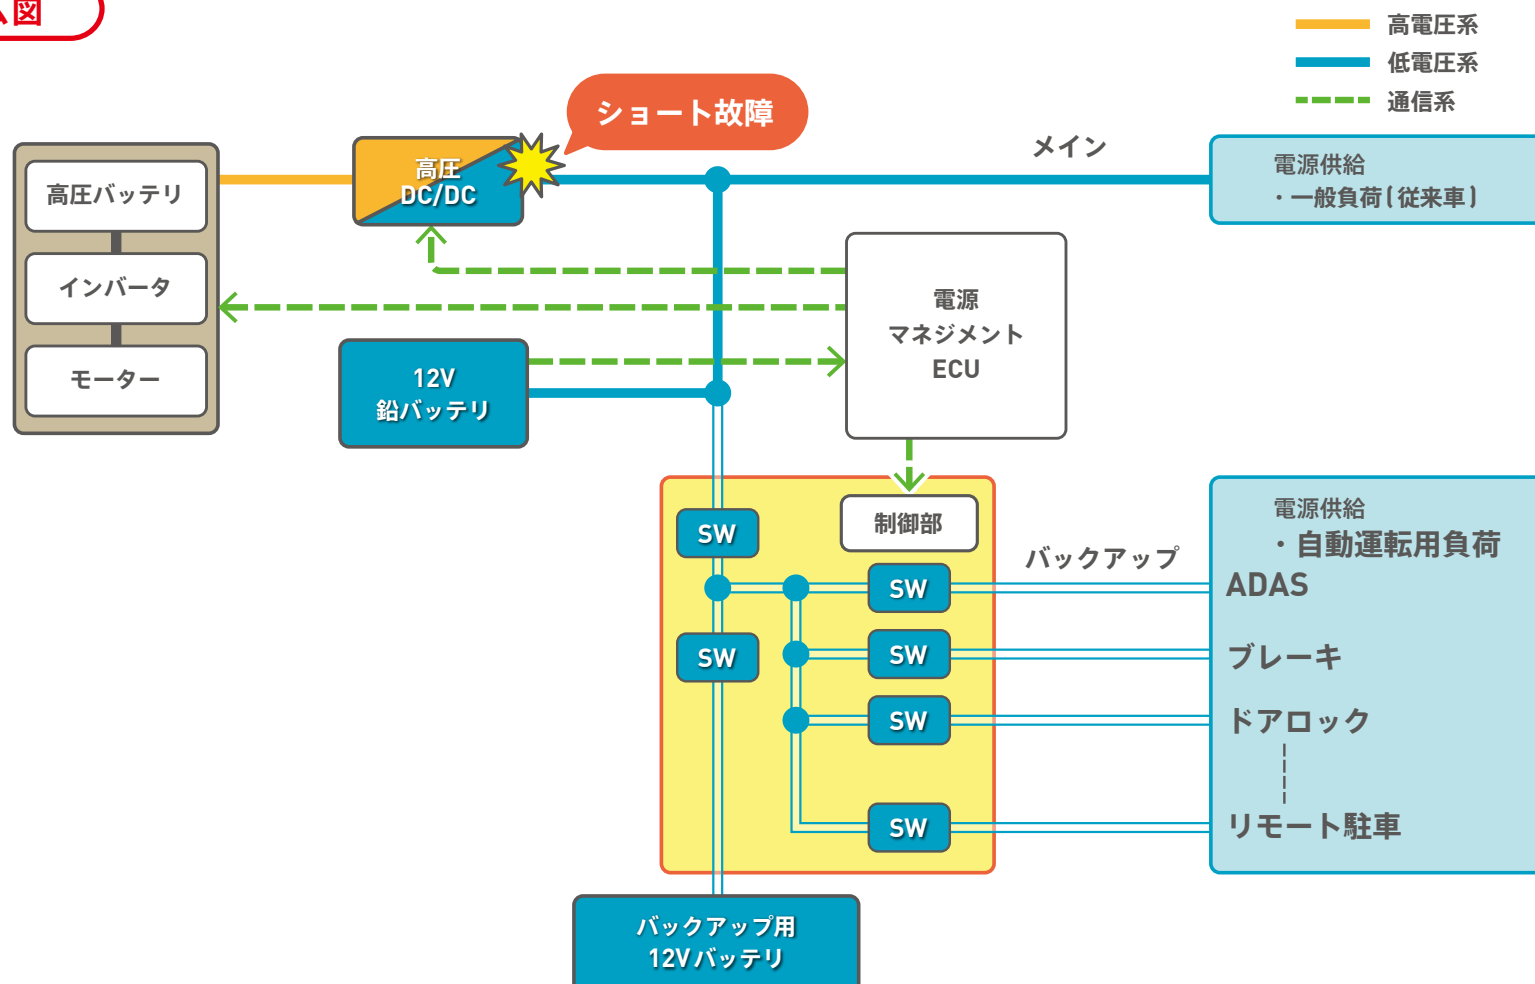 ム図
高電圧系
低電圧系
通信系
ショート故障
メイン
電源供給
・一般負荷(従来車)
高圧
DC/DC
高圧バッテリ
インバータ
モーター
電源
マネジメント
ECU
12V
鉛バッテリ
制御部
SW
バックアップ
電源供給
・自動運転用負荷
SW
ADAS
SW
SW
ブレーキ
SW
ドアロック
SW
リモート駐車
バックアップ用
12Vバッテリ